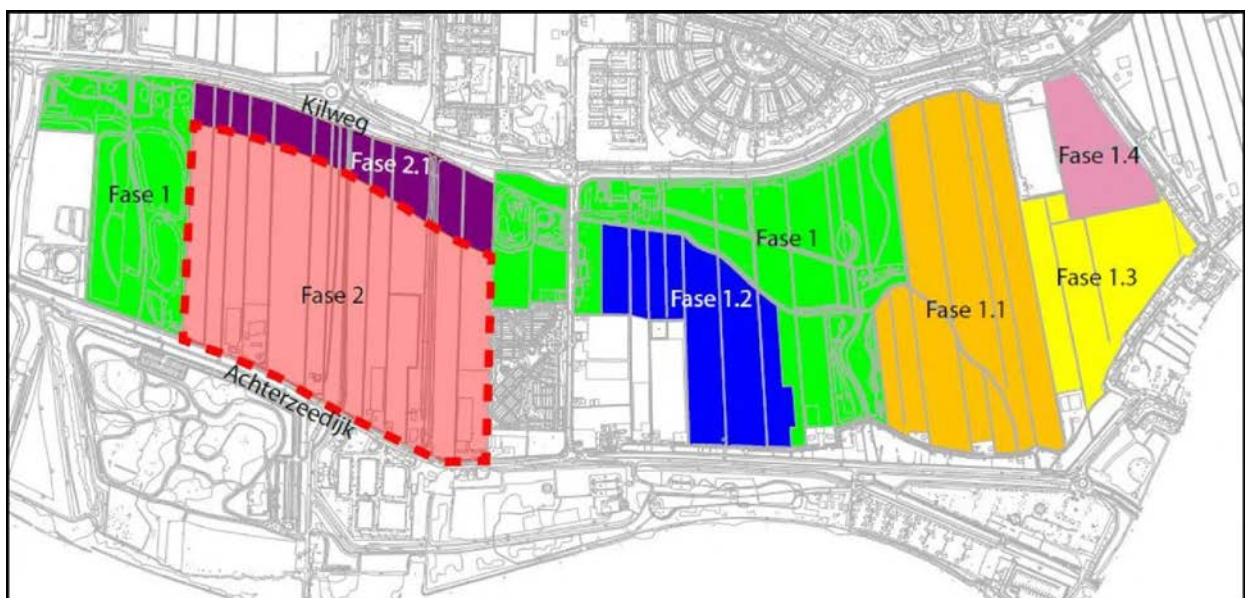 Kilweg
Fase 2.1
Fase 1.4
Fase 1
Fase 1
Fase 1.3
Fase 2
Fase 1.2
Fase 1.1
Achterzeedijk